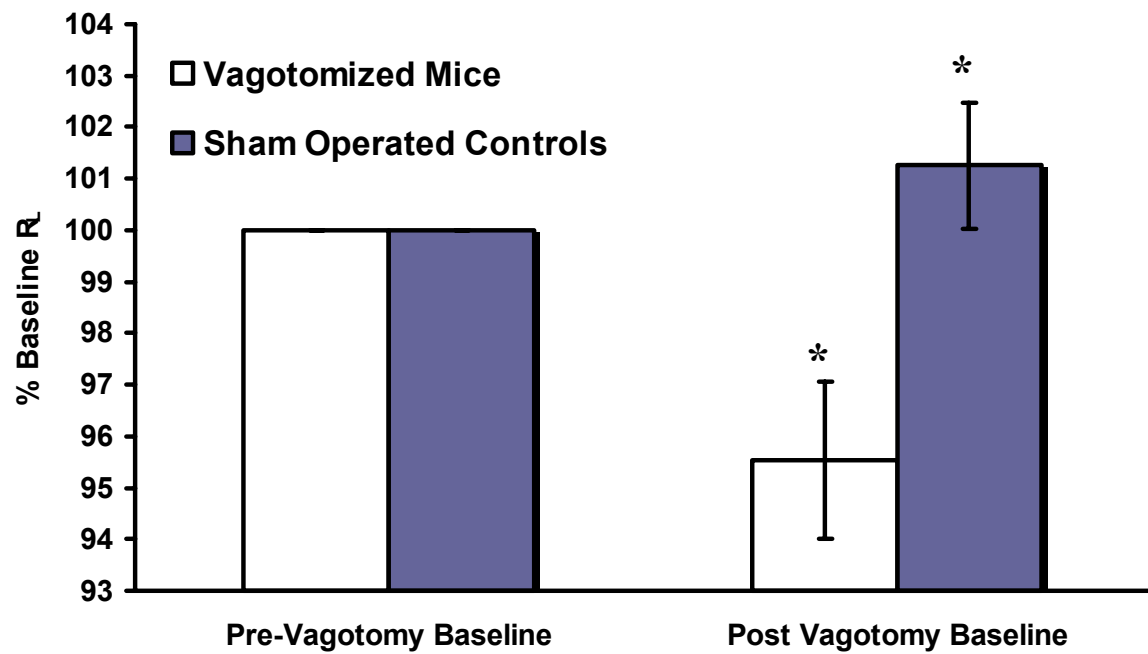 104
103
102
101
100
99
98
97
96
95
94
93
% Baseline RL
Vagotomized Mice
Sham Operated Controls
*
*
Pre-Vagotomy Baseline
Post Vagotomy Baseline